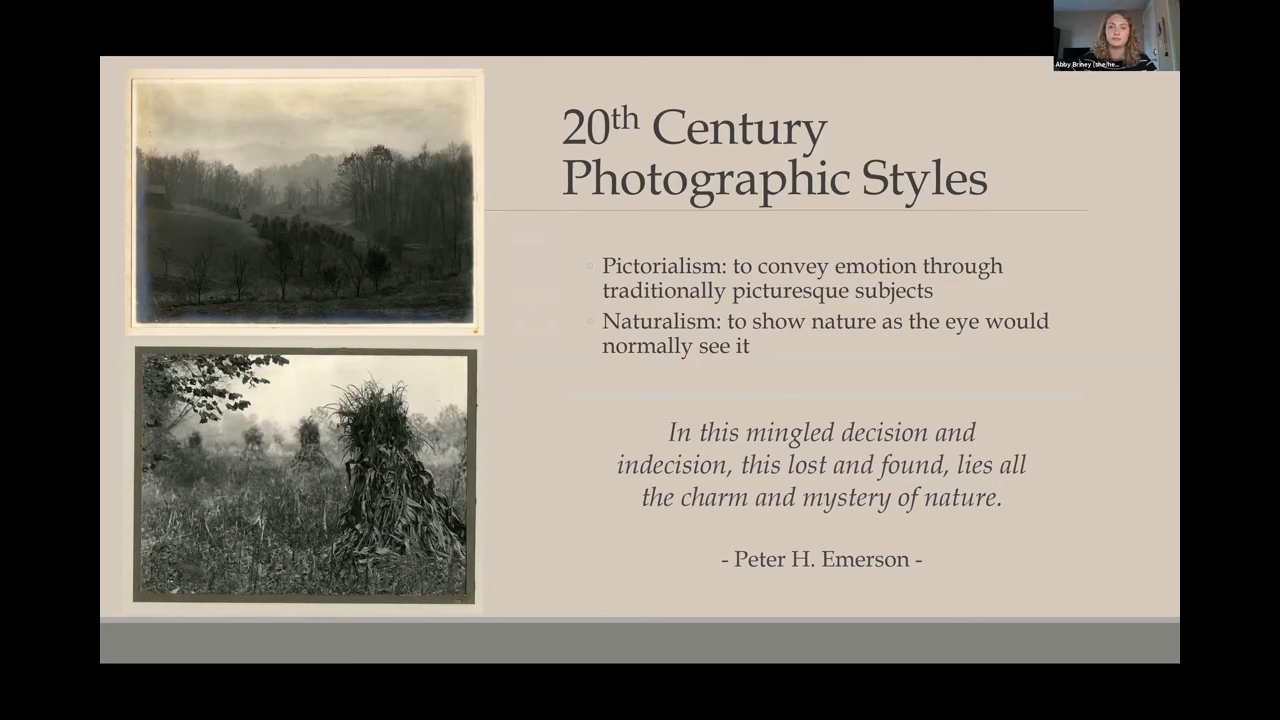 Abby Briney (she/he...
20th Century
Photographic Styles
Pictorialism: to convey emotion through
traditionally picturesque subjects
Naturalism: to show nature as the eye would
normally see it
In this mingled decision and
indecision, this lost and found, lies all
the charm and mystery of nature.
- Peter H. Emerson -